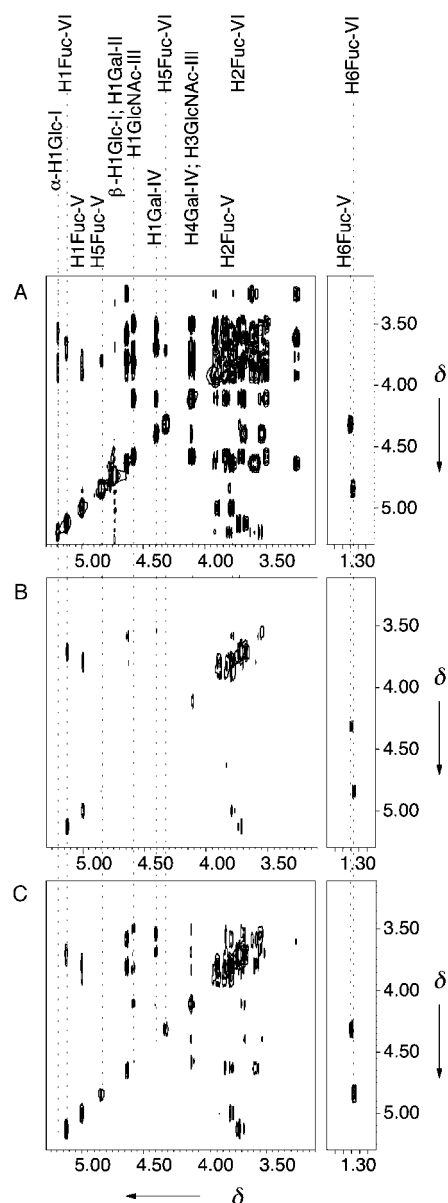 α-H1Glc-I
H1Fuc-VI
H1Fuc-V
H5Fuc-V
β-H1Glc-I; H1Gal-II
H1GlcNAc-III
H1Gal-IV
H5Fuc-VI
H4Gal-IV; H3GlcNAc-III
H2Fuc-V
H2Fuc-VI
H6Fuc-V
H6Fuc-VI
A
3.50
4.00
4.50
5.00
δ
5.00 4.50 4.00 3.50 1.30
B
3.50
4.00
4.50
5.00
δ
5.00 4.50 4.00 3.50 1.30
C
3.50
4.00
4.50
5.00
δ
5.00 4.50 4.00 3.50 1.30
δ